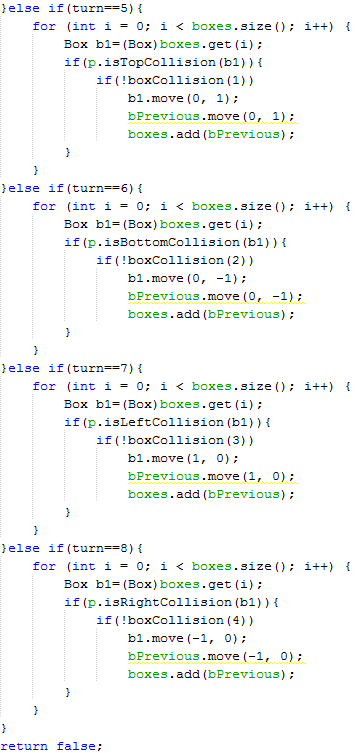 }else if(turn==5){
    for (int i = 0; i < boxes.size(); i++) {
        Box b1=(Box)boxes.get(i);
        if(p.isTopCollision(b1)){
            if(!boxCollision(1))
                b1.move(0, 1);
                bPrevious.move(0, 1);
                boxes.add(bPrevious);
        }
    }
}else if(turn==6){
    for (int i = 0; i < boxes.size(); i++) {
        Box b1=(Box)boxes.get(i);
        if(p.isBottomCollision(b1)){
            if(!boxCollision(2))
                b1.move(0, -1);
                bPrevious.move(0, -1);
                boxes.add(bPrevious);
        }
    }
}else if(turn==7){
    for (int i = 0; i < boxes.size(); i++) {
        Box b1=(Box)boxes.get(i);
        if(p.isLeftCollision(b1){
            if(!boxCollision(3))
                b1.move(1, 0);
                bPrevious.move(1, 0);
                boxes.add(bPrevious);
        }
    }
}else if(turn==8){
    for (int i = 0; i < boxes.size(); i++) {
        Box b1=(Box)boxes.get(i);
        if(p.isRightCollision(b1)){
            if(!boxCollision(4))
                b1.move(-1, 0);
                bPrevious.move(-1, 0);
                boxes.add(bPrevious);
        }
    }
}
return false;